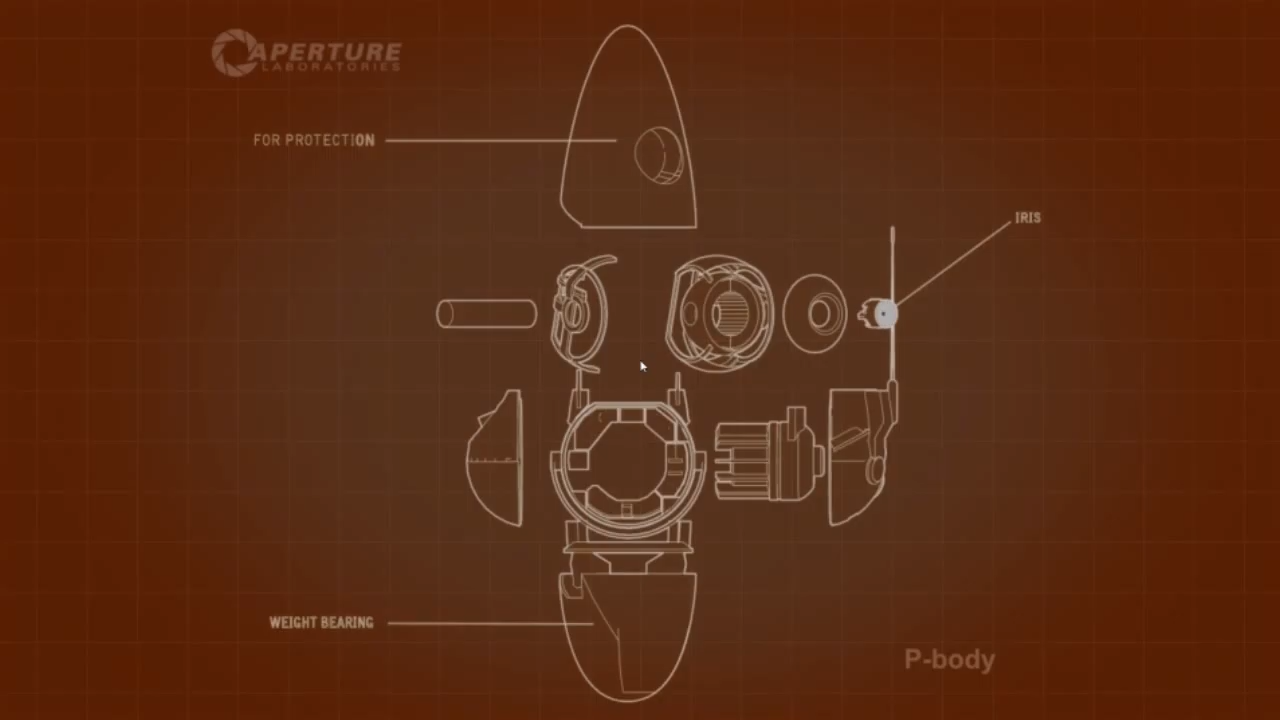 APERTURE
LABORATORIES
FOR PROTECTION
IRIS
WEIGHT BEARING
P-body